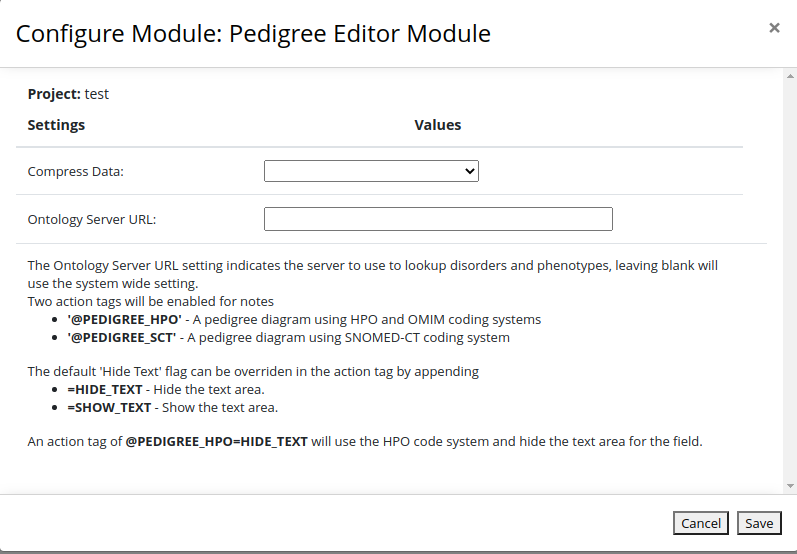 Configure Module: Pedigree Editor Module
×
Project: test
Settings Values
Compress Data:
Ontology Server URL:
The Ontology Server URL setting indicates the server to use to lookup disorders and phenotypes, leaving blank will
use the system wide setting.
Two action tags will be enabled for notes
• '@PEDIGREE_HPO' - A pedigree diagram using HPO and OMIM coding systems
• '@PEDIGREE_SCT' - A pedigree diagram using SNOMED-CT coding system
The default 'Hide Text' flag can be overriden in the action tag by appending
• =HIDE_TEXT - Hide the text area.
• =SHOW_TEXT - Show the text area.
An action tag of @PEDIGREE_HPO=HIDE_TEXT will use the HPO code system and hide the text area for the field.
Cancel Save